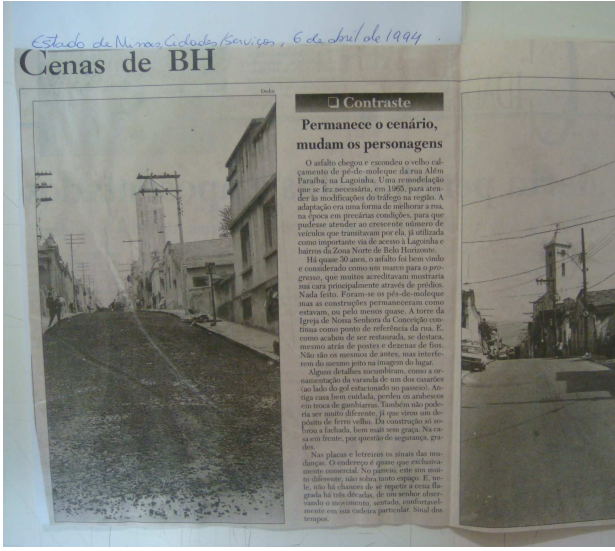 Estado de Minas, Cidades/Serviços, 6 de abril de 1994.
Cenas de BH
Contraste
Permanece o cenário,
mudam os personagens
O asfalto chegou e escondeu o velho cal-
çamento de pé-de-moleque da rua Além
Paraíba, na Lagoinha. Uma remodelação
que se fez necessária, em 1965, para aten-
der às modificações do tráfego na região. A
adaptação era uma forma de melhorar a rua,
na época em precárias condições, para que
pudesse atender ao crescente número de
veículos que transitavam por ela, já utilizada
como importante via de acesso à Lagoinha e
bairros da Zona Norte de Belo Horizonte.
Há quase 30 anos, o asfalto foi bem vindo
e considerado como um marco para o pro-
gresso, que muitos acreditavam mostraria
sua cara principalmente através de prédios.
Nada feito. Foram-se os pés-de-moleque
mas as construções permaneceram como
estavam, ou pelo menos quase. A torre da
Igreja de Nossa Senhora da Conceição con-
tinua como ponto de referência da rua. E,
como acabou de ser restaurada, se destaca,
mesmo atrás de postes e dezenas de fios.
Não são os mesmos de antes, mas interfe-
rem do mesmo jeito na imagem do lugar.
Alguns detalhes sucumbiram, como a or-
namentação da varanda de um dos casarões
(ao lado do gol estacionado no passeio). An-
tiga casa bem cuidada, perdeu os arabescos
em troca de gambiarras. Também não pode-
ria ser muito diferente, já que virou um de-
pósito de ferro velho. Da construção só so-
brou a fachada, bem mais sem graça. Na ca-
sa em frente, por questão de segurança, gra-
des.
Nas placas e letreiros os sinais das mu-
danças. O endereço é quase que exclusiva-
mente comercial. No passeio, este sim mui-
to diferente, não sobra tanto espaço. E, ne-
le, não há chances de se repetir a cena fla-
grada há três décadas, de um senhor obser-
vando o movimento, sentado, confortavel-
mente em sua cadeira particular. Sinal dos
tempos.